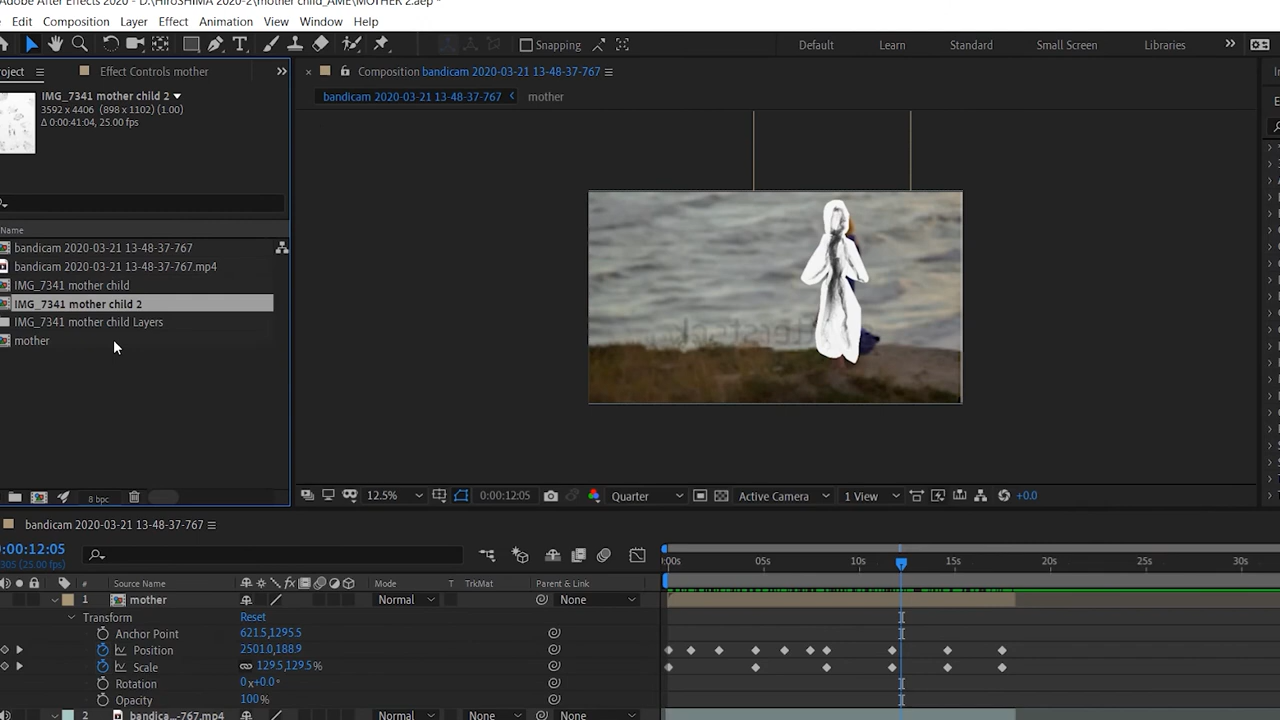 Adobe After Effects 2020 - D:\HIroSHIMA 2020-2\mother child_AME\MOTHER 2.aep *
Edit Composition Layer Effect Animation View Window Help
Snapping Default Learn Standard Small Screen Libraries
roject Effect Controls mother
Composition bandicam 2020-03-21 13-48-37-767
bandicam 2020-03-21 13-48-37-767 mother
IMG_7341 mother child 2
3592 x 4406 (898 x 1102) (1.00)
Δ 0:00:41:04, 25.00 fps
Name
bandicam 2020-03-21 13-48-37-767
bandicam 2020-03-21 13-48-37-767.mp4
IMG_7341 mother child
IMG_7341 mother child 2
IMG_7341 mother child Layers
mother
8 bpc
12.5% 0:00:12:05 Quarter Active Camera 1 View +0.0
bandicam 2020-03-21 13-48-37-767
0:00:12:05
305 (25.00 fps)
:00s 05s 10s 15s 20s 25s 30s
# Source Name Mode T TrkMat Parent & Link
1 mother Normal None
Transform Reset
Anchor Point 621.5,1295.5
Position 2501.0,188.9
Scale 129.5,129.5%
Rotation 0x+0.0°
Opacity 100%
2 bandica...-767.mp4 Normal None None